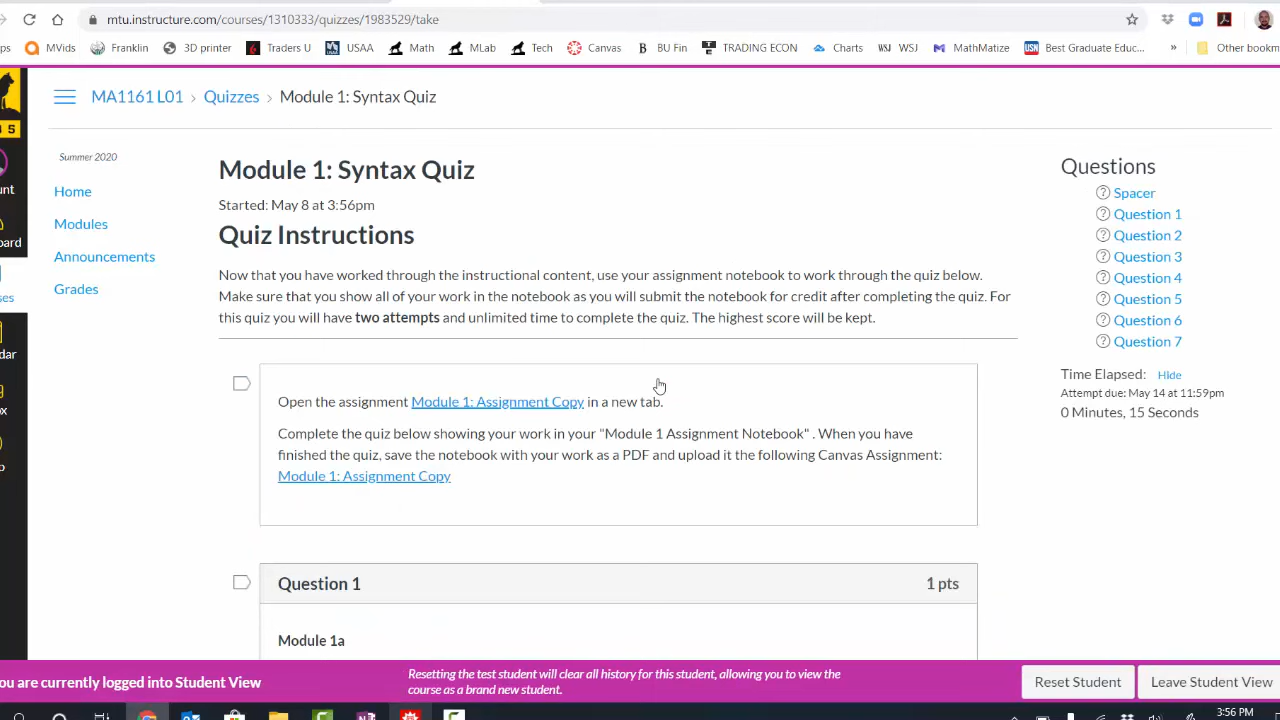 mtu.instructure.com/courses/1310333/quizzes/1983529/take
MVids Franklin 3D printer Traders U USAA Math MLab Tech Canvas BU Fin TRADING ECON Charts WSJ WSJ MathMatize Best Graduate Educ... » Other bookm
MA1161 L01 › Quizzes › Module 1: Syntax Quiz
Summer 2020
Home
Modules
Announcements
Grades
Module 1: Syntax Quiz
Started: May 8 at 3:56pm
Quiz Instructions
Now that you have worked through the instructional content, use your assignment notebook to work through the quiz below.
Make sure that you show all of your work in the notebook as you will submit the notebook for credit after completing the quiz. For
this quiz you will have two attempts and unlimited time to complete the quiz. The highest score will be kept.
Open the assignment Module 1: Assignment Copy in a new tab.
Complete the quiz below showing your work in your "Module 1 Assignment Notebook" . When you have
finished the quiz, save the notebook with your work as a PDF and upload it the following Canvas Assignment:
Module 1: Assignment Copy
Question 1 1 pts
Module 1a
Questions
Spacer
Question 1
Question 2
Question 3
Question 4
Question 5
Question 6
Question 7
Time Elapsed: Hide
Attempt due: May 14 at 11:59pm
0 Minutes, 15 Seconds
ou are currently logged into Student View
Resetting the test student will clear all history for this student, allowing you to view the
course as a brand new student.
Reset Student
Leave Student View
3:56 PM